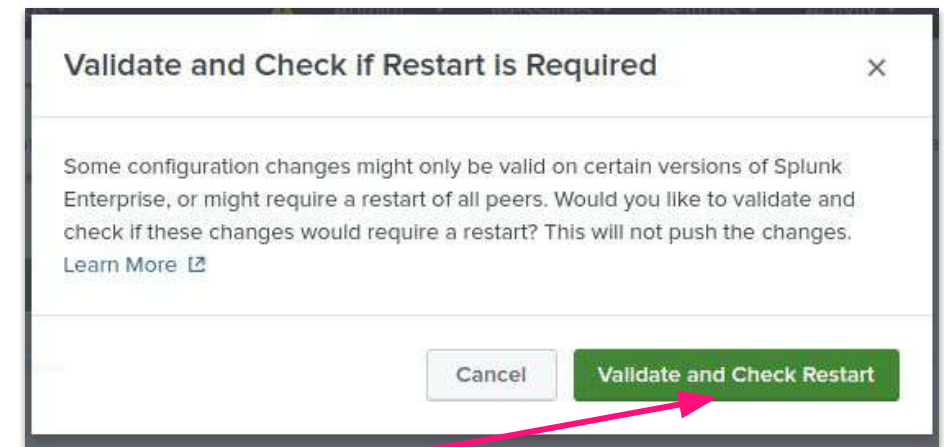 Validate and Check if Restart is Required
Some configuration changes might only be valid on certain versions of Splunk
Enterprise, or might require a restart of all peers. Would you like to validate and
check if these changes would require a restart? This will not push the changes.
Learn More
Cancel
Validate and Check Restart